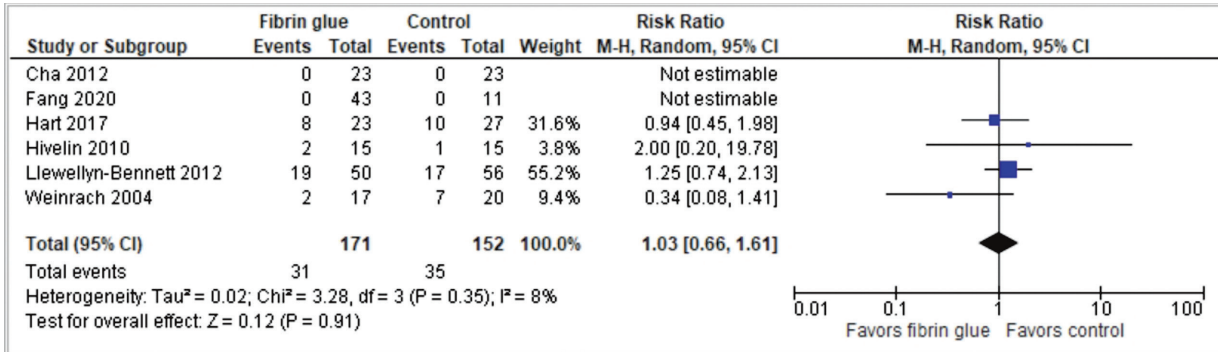 Fibrin glue Control Risk Ratio Risk Ratio
Study or Subgroup Events Total Events Total Weight M-H, Random, 95% CI M-H, Random, 95% CI
Cha 2012 0 23 0 23 Not estimable
Fang 2020 0 43 0 11 Not estimable
Hart 2017 8 23 10 27 31.6% 0.94 [0.45, 1.98]
Hivelin 2010 2 15 1 15 3.8% 2.00 [0.20, 19.78]
Llewellyn-Bennett 2012 19 50 17 56 55.2% 1.25 [0.74, 2.13]
Weinrach 2004 2 17 7 20 9.4% 0.34 [0.08, 1.41]
Total (95% CI) 171 152 100.0% 1.03 [0.66, 1.61]
Total events 31 35
Heterogeneity: Tau² = 0.02; Chi² = 3.28, df = 3 (P = 0.35); I² = 8%
Test for overall effect: Z = 0.12 (P = 0.91)
0.01 0.1 1 10 100
Favors fibrin glue Favors control